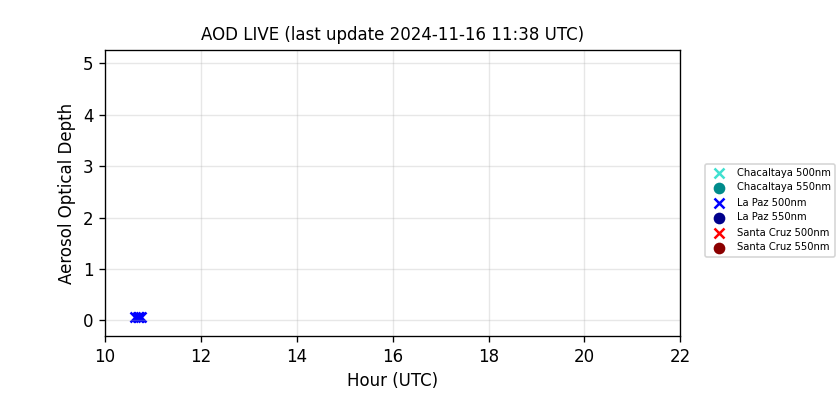 AOD LIVE (last update 2024-11-16 11:38 UTC)
Aerosol Optical Depth
5
4
3
2
1
0
10 12 14 16 18 20 22
Hour (UTC)
Chacaltaya 500nm
Chacaltaya 550nm
La Paz 500nm
La Paz 550nm
Santa Cruz 500nm
Santa Cruz 550nm